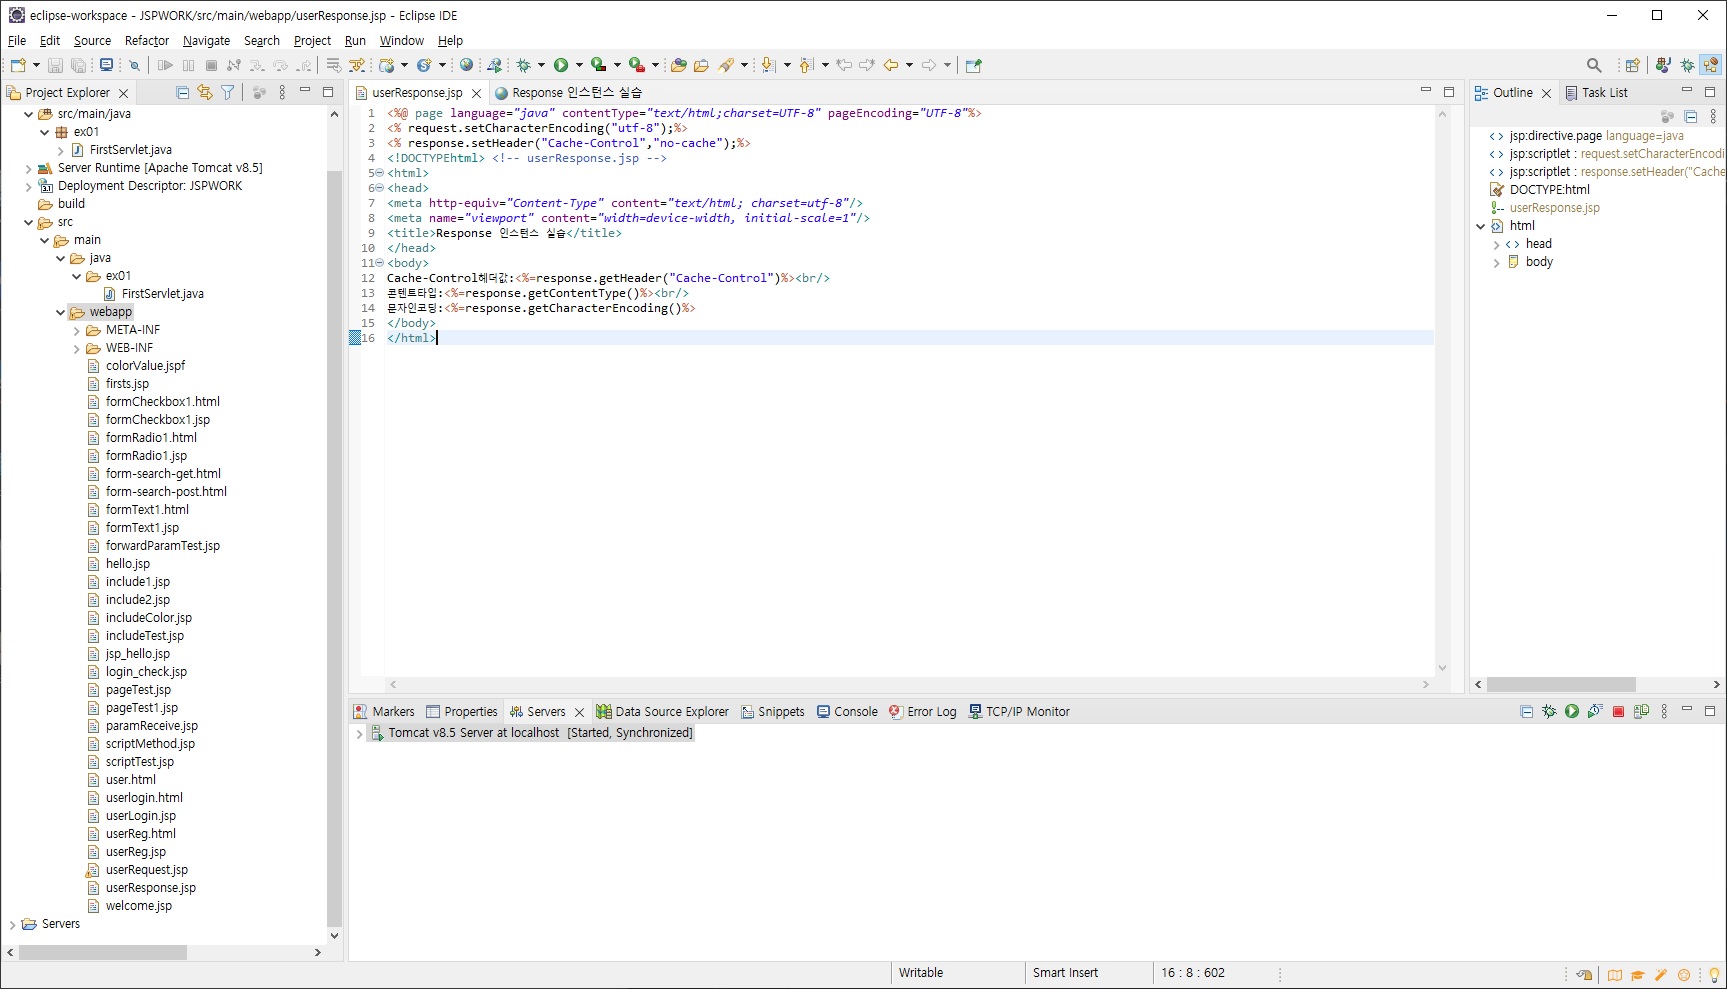 eclipse-workspace - JSPWORK/src/main/webapp/userResponse.jsp - Eclipse IDE
File Edit Source Refactor Navigate Search Project Run Window Help
Project Explorer
src/main/java
ex01
FirstServlet.java
Server Runtime [Apache Tomcat v8.5]
Deployment Descriptor: JSPWORK
build
src
main
java
ex01
FirstServlet.java
webapp
META-INF
WEB-INF
colorValue.jspf
firsts.jsp
formCheckbox1.html
formCheckbox1.jsp
formRadio1.html
formRadio1.jsp
form-search-get.html
form-search-post.html
formText1.html
formText1.jsp
forwardParamTest.jsp
hello.jsp
include1.jsp
include2.jsp
includeColor.jsp
includeTest.jsp
jsp_hello.jsp
login_check.jsp
pageTest.jsp
pageTest1.jsp
paramReceive.jsp
scriptMethod.jsp
scriptTest.jsp
user.html
userlogin.html
userLogin.jsp
userReg.html
userReg.jsp
userRequest.jsp
userResponse.jsp
welcome.jsp
Servers
userResponse.jsp Response 인스턴스 실습
1 <%@ page language="java" contentType="text/html;charset=UTF-8" pageEncoding="UTF-8"%>
2 <% request.setCharacterEncoding("utf-8");%>
3 <% response.setHeader("Cache-Control","no-cache");%>
4 <!DOCTYPEhtml> <!-- userResponse.jsp -->
5 <html>
6 <head>
7 <meta http-equiv="Content-Type" content="text/html; charset=utf-8"/>
8 <meta name="viewport" content="width=device-width, initial-scale=1"/>
9 <title>Response 인스턴스 실습</title>
10 </head>
11 <body>
12 Cache-Control헤더값:<%=response.getHeader("Cache-Control")%><br/>
13 콘텐트타입:<%=response.getContentType()%><br/>
14 문자인코딩:<%=response.getCharacterEncoding()%>
15 </body>
16 </html>
Outline Task List
jsp:directive.page language=java
jsp:scriptlet : request.setCharacterEncodi
jsp:scriptlet : response.setHeader("Cache
DOCTYPE:html
userResponse.jsp
html
head
body
Markers Properties Servers Data Source Explorer Snippets Console Error Log TCP/IP Monitor
Tomcat v8.5 Server at localhost [Started, Synchronized]
Writable Smart Insert 16 : 8 : 602